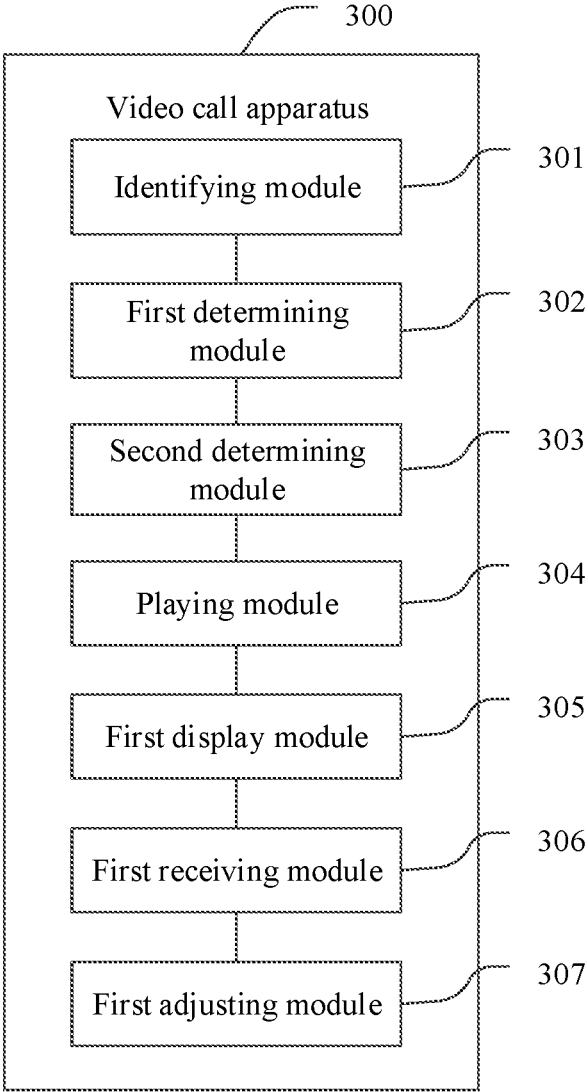 300
Video call apparatus
Identifying module
301
First determining
module
302
Second determining
module
303
Playing module
304
First display module
305
First receiving module
306
First adjusting module
307